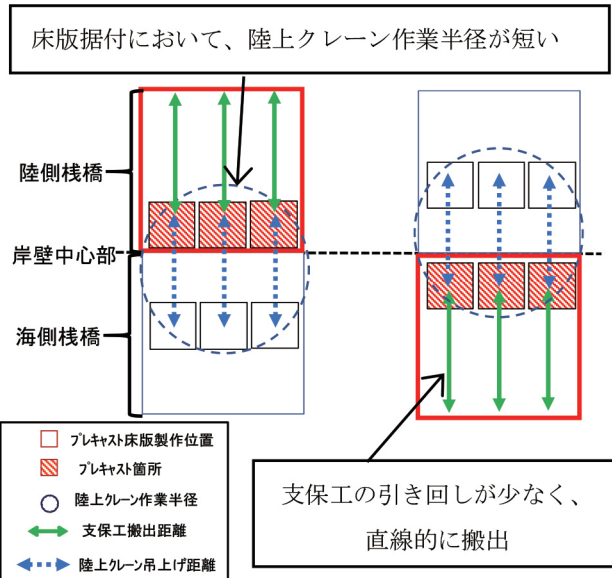 床版据付において、陸上クレーン作業半径が短い
陸側桟橋
岸壁中心部
海側桟橋
プレキャスト床版製作位置
プレキャスト箇所
陸上クレーン作業半径
支保工搬出距離
陸上クレーン吊上げ距離
支保工の引き回しが少なく、
直線的に搬出